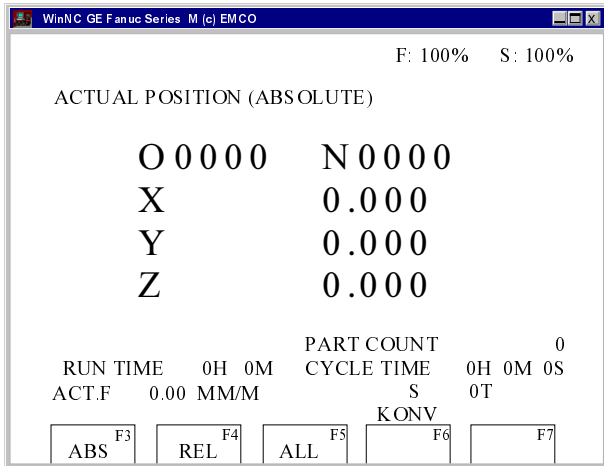 WinNC GE Fanuc Series M (c) EMCO
F: 100% S: 100%
ACTUAL POSITION (ABSOLUTE)
O0000 N0000
X 0.000
Y 0.000
Z 0.000
PART COUNT 0
RUN TIME 0H 0M CYCLE TIME 0H 0M 0S
ACT.F 0.00 MM/M S 0T
KONV
F3 F4 F5 F6 F7
ABS REL ALL